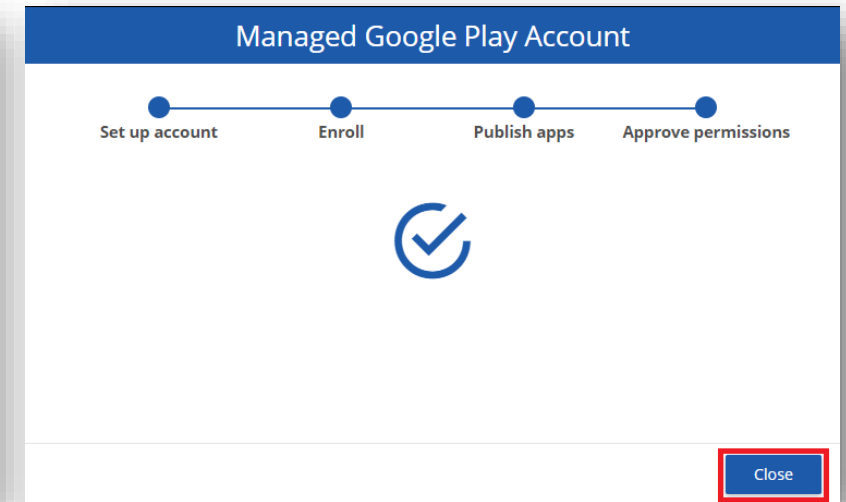 Managed Google Play Account
Set up account Enroll Publish apps Approve permissions
Close